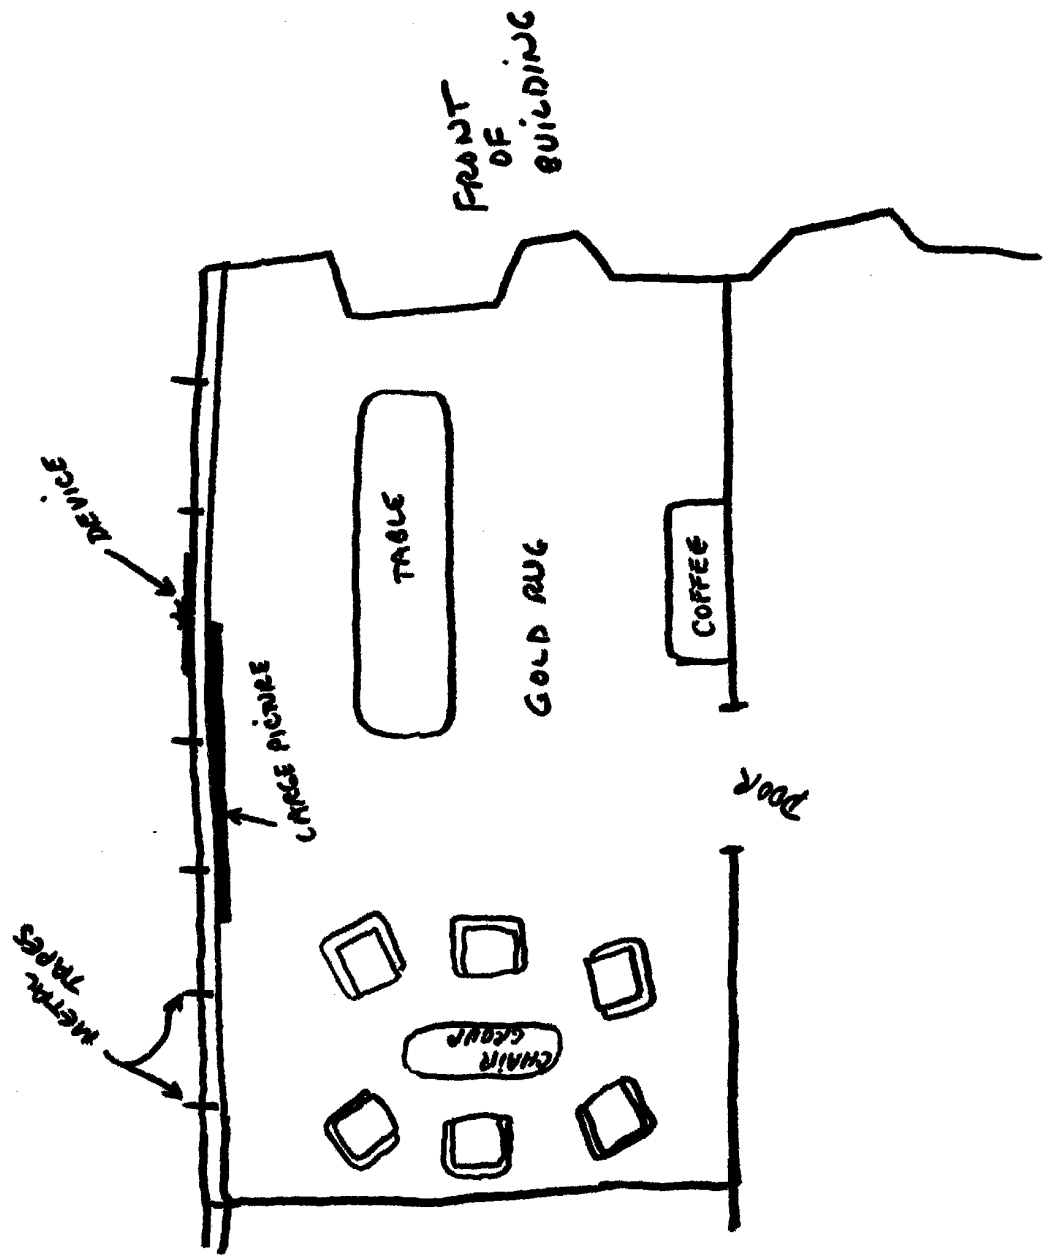 FRONT
OF
BUILDING
DEVICE
TABLE
GOLD RUG
COFFEE
LARGE PICTURE
DOOR
METAL
TAPES
CHAIR
GROUP